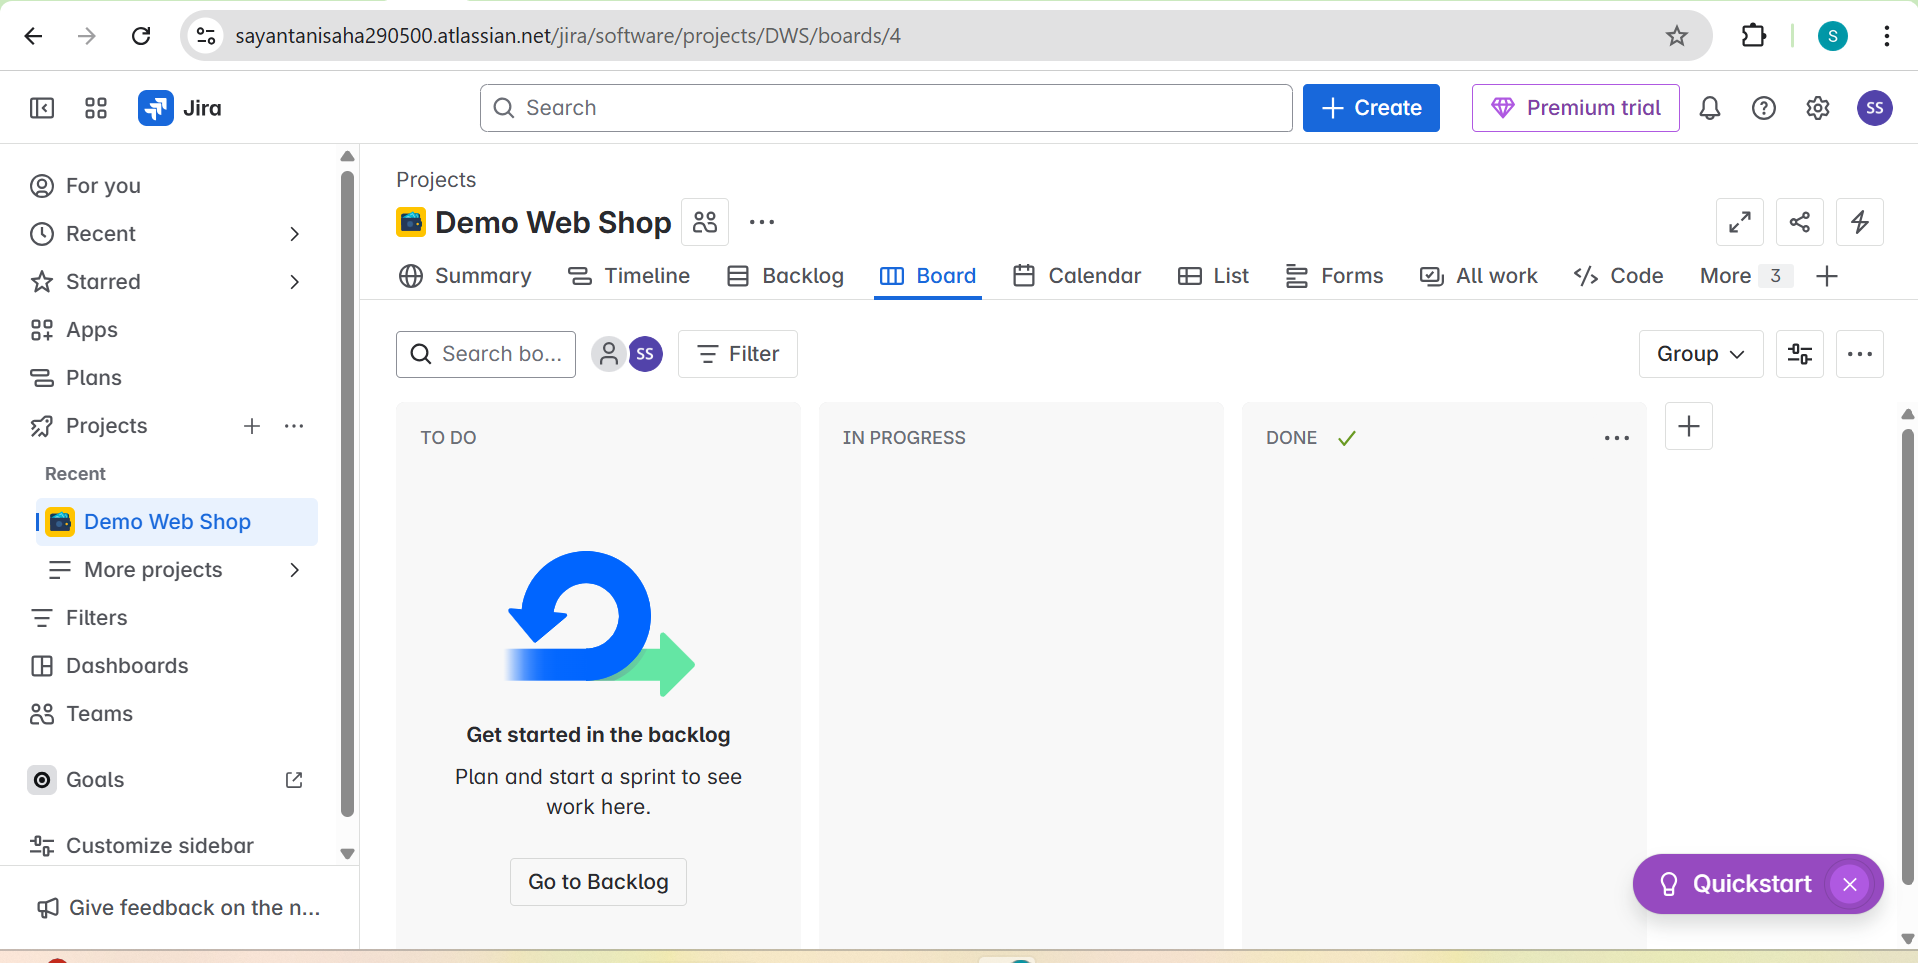 sayantanisaha290500.atlassian.net/jira/software/projects/DWS/boards/4
S
Jira
Search
Create
Premium trial
SS
For you
Recent
Starred
Apps
Plans
Projects
Recent
Demo Web Shop
More projects
Filters
Dashboards
Teams
Goals
Customize sidebar
Give feedback on the n...
Projects
Demo Web Shop
Summary Timeline Backlog Board Calendar List Forms All work Code More 3
Search bo... SS Filter Group
TO DO
Get started in the backlog
Plan and start a sprint to see
work here.
Go to Backlog
IN PROGRESS
DONE
Quickstart